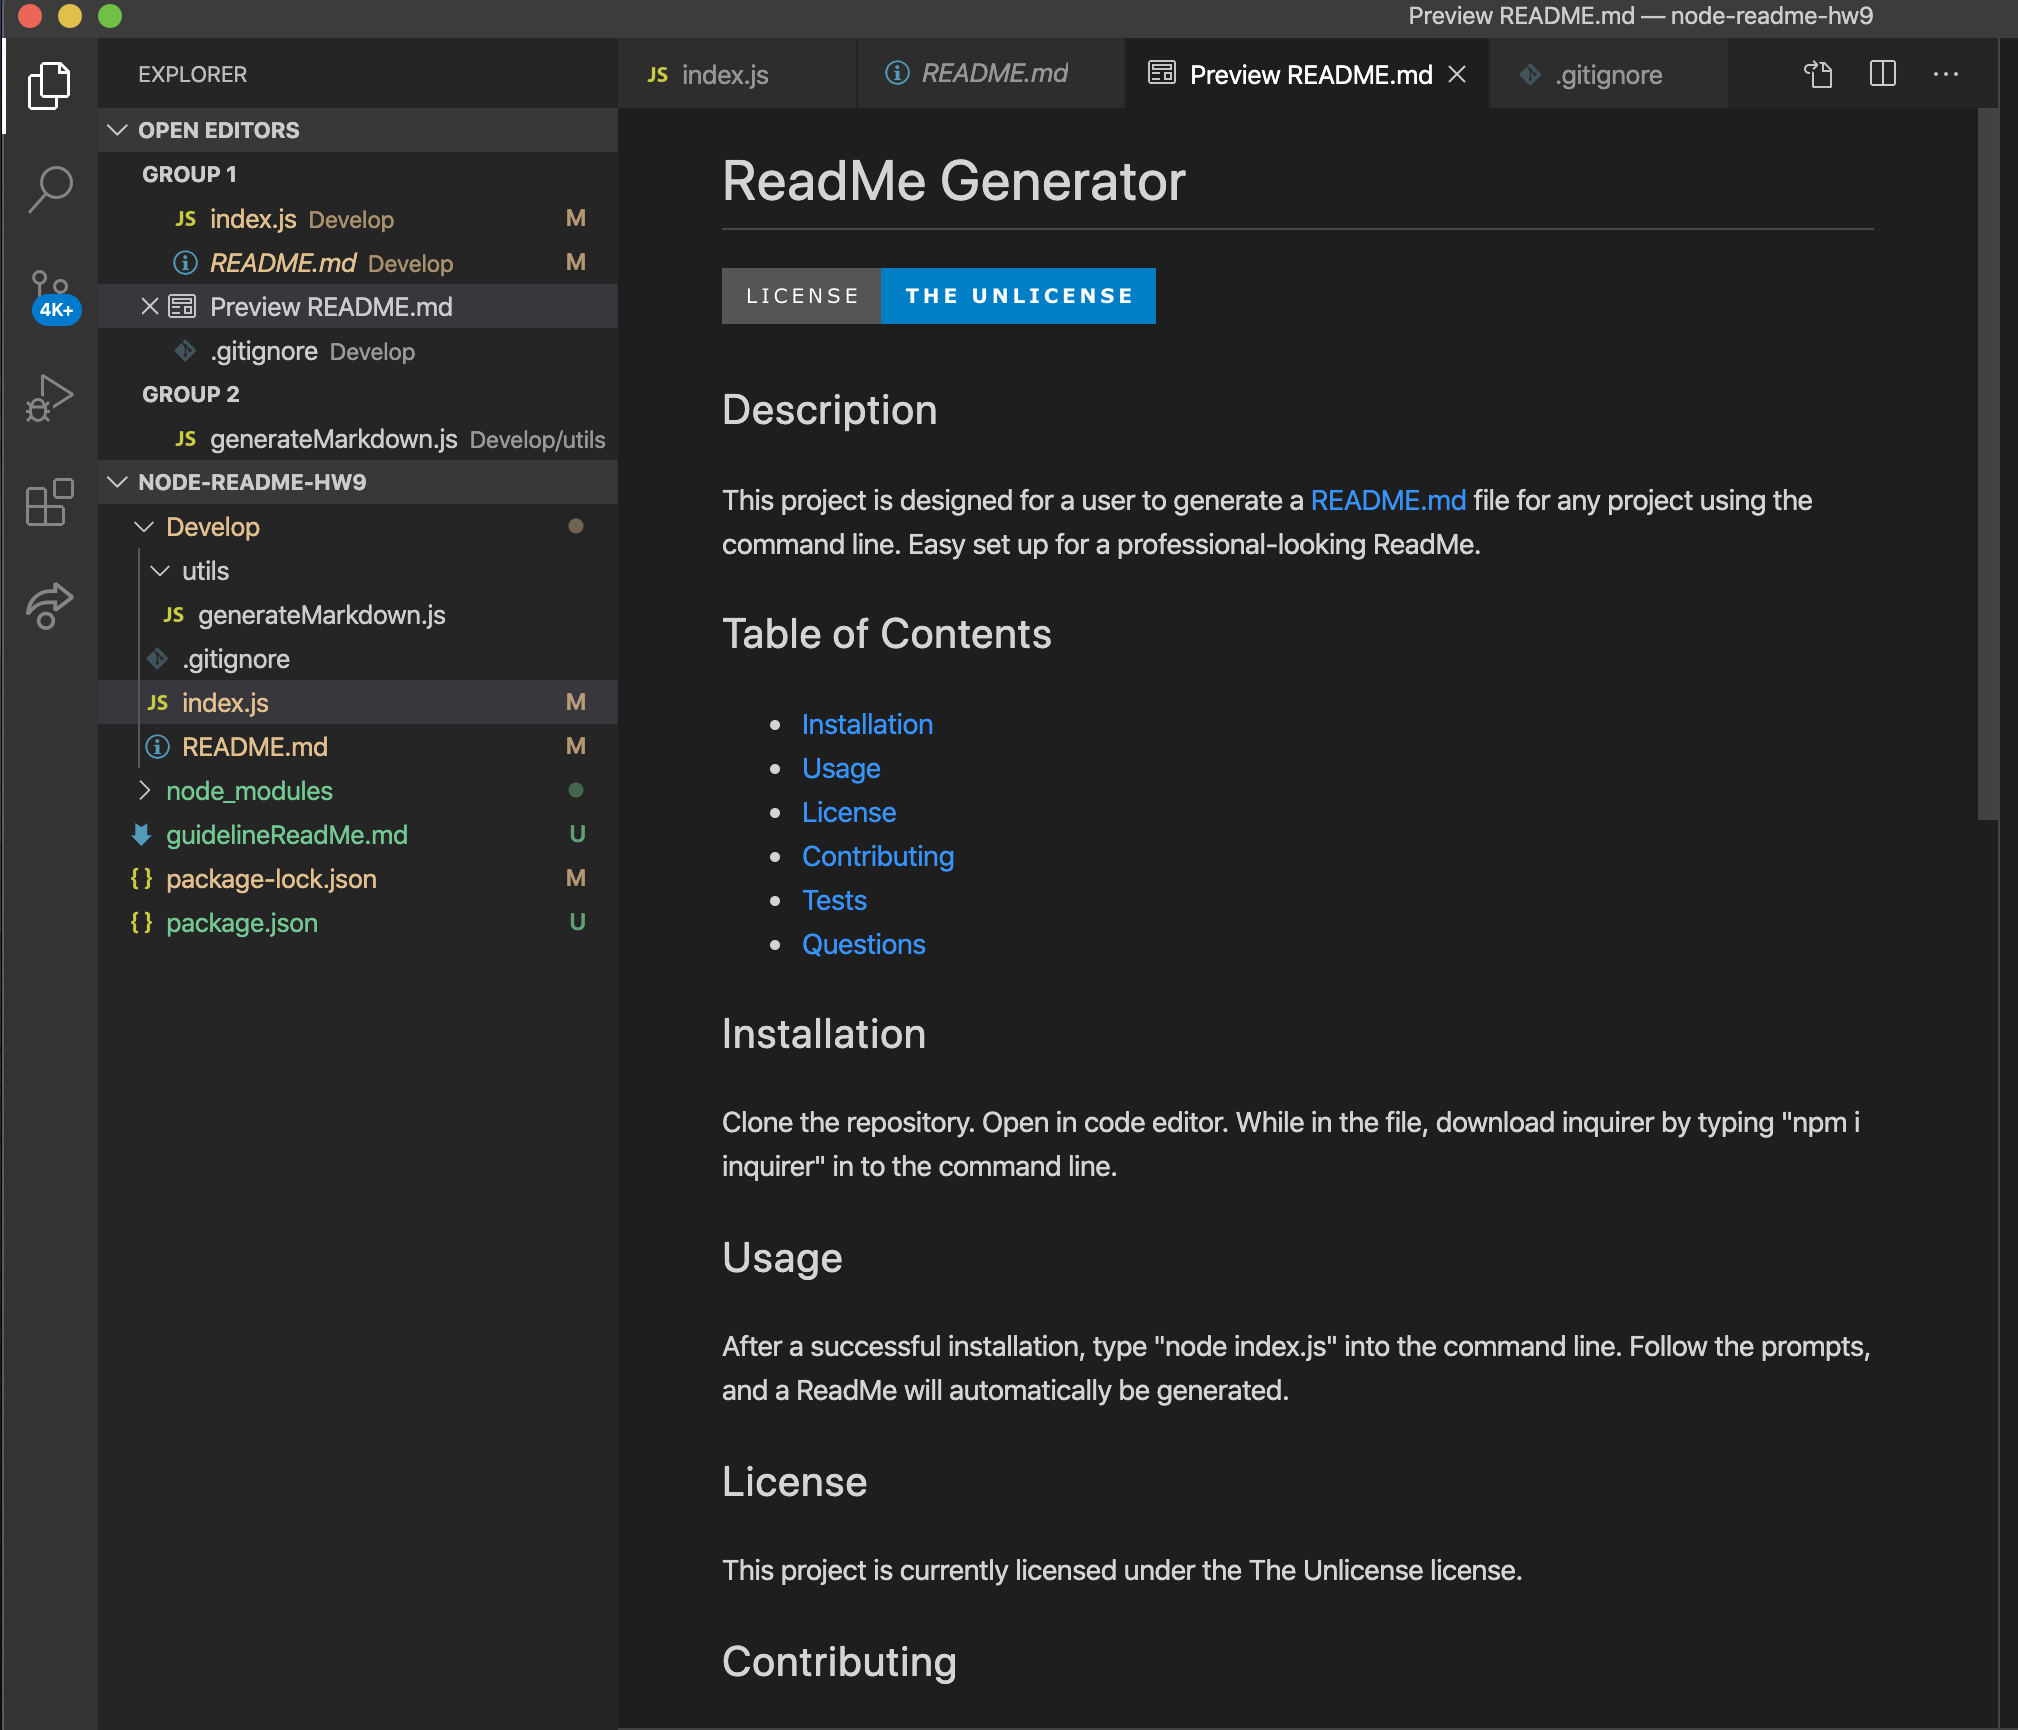 Preview README.md — node-readme-hw9
EXPLORER
OPEN EDITORS
GROUP 1
JS index.js Develop M
README.md Develop M
Preview README.md
.gitignore Develop
GROUP 2
JS generateMarkdown.js Develop/utils
NODE-README-HW9
Develop
utils
JS generateMarkdown.js
.gitignore
JS index.js M
README.md M
node_modules
guidelineReadMe.md U
{} package-lock.json M
{} package.json U
4K+
JS index.js
README.md
Preview README.md
.gitignore
ReadMe Generator
LICENSE THE UNLICENSE
Description
This project is designed for a user to generate a README.md file for any project using the
command line. Easy set up for a professional-looking ReadMe.
Table of Contents
• Installation
• Usage
• License
• Contributing
• Tests
• Questions
Installation
Clone the repository. Open in code editor. While in the file, download inquirer by typing "npm i
inquirer" in to the command line.
Usage
After a successful installation, type "node index.js" into the command line. Follow the prompts,
and a ReadMe will automatically be generated.
License
This project is currently licensed under the The Unlicense license.
Contributing